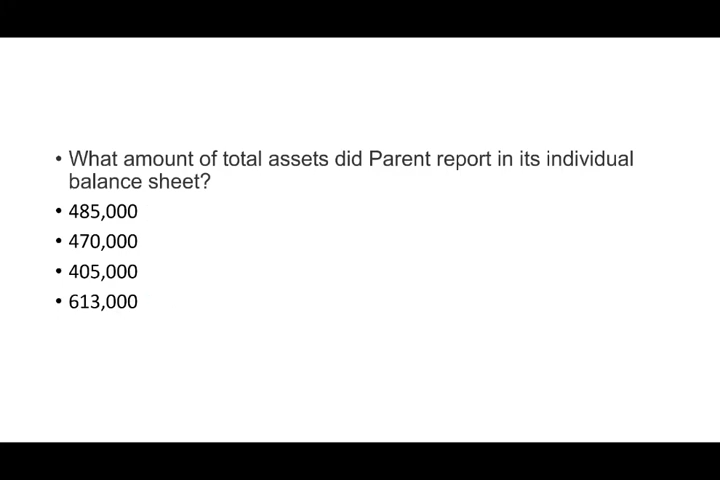 • What amount of total assets did Parent report in its individual
balance sheet?
• 485,000
• 470,000
• 405,000
• 613,000